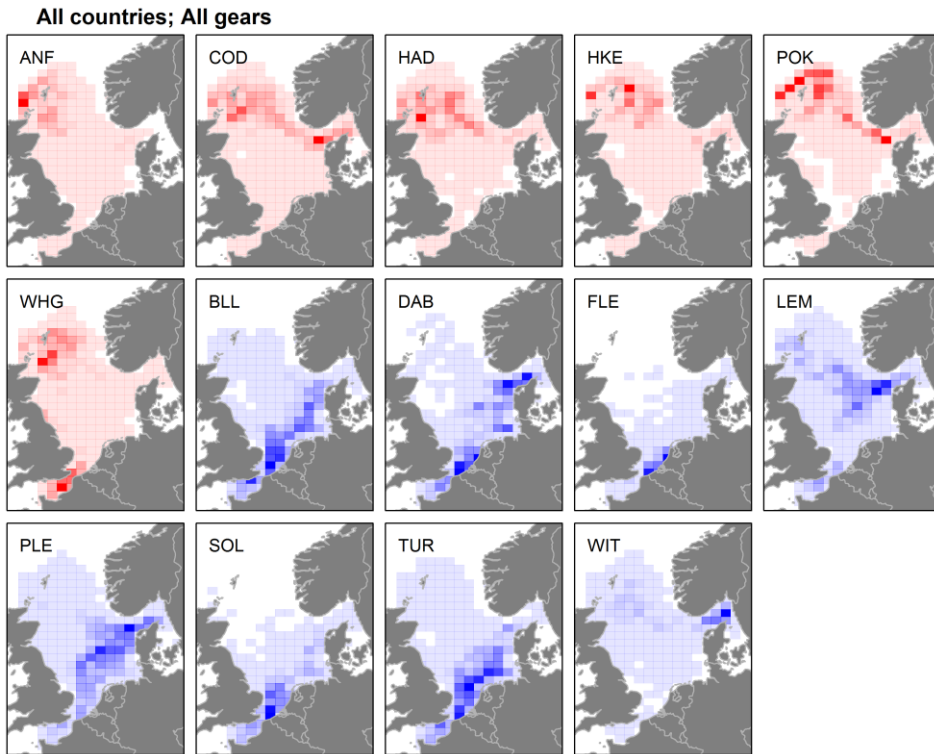 All countries; All gears
ANF
COD
HAD
HKE
POK
WHG
BLL
DAB
FLE
LEM
PLE
SOL
TUR
WIT